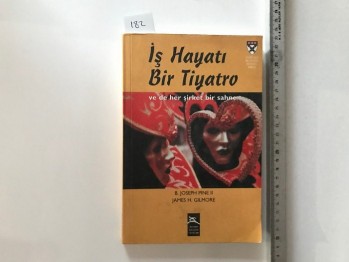 182
İş Hayatı
Bir Tiyatro
ve de her şirket bir sahne...
B. JOSEPH PINE II
JAMES H. GILMORE